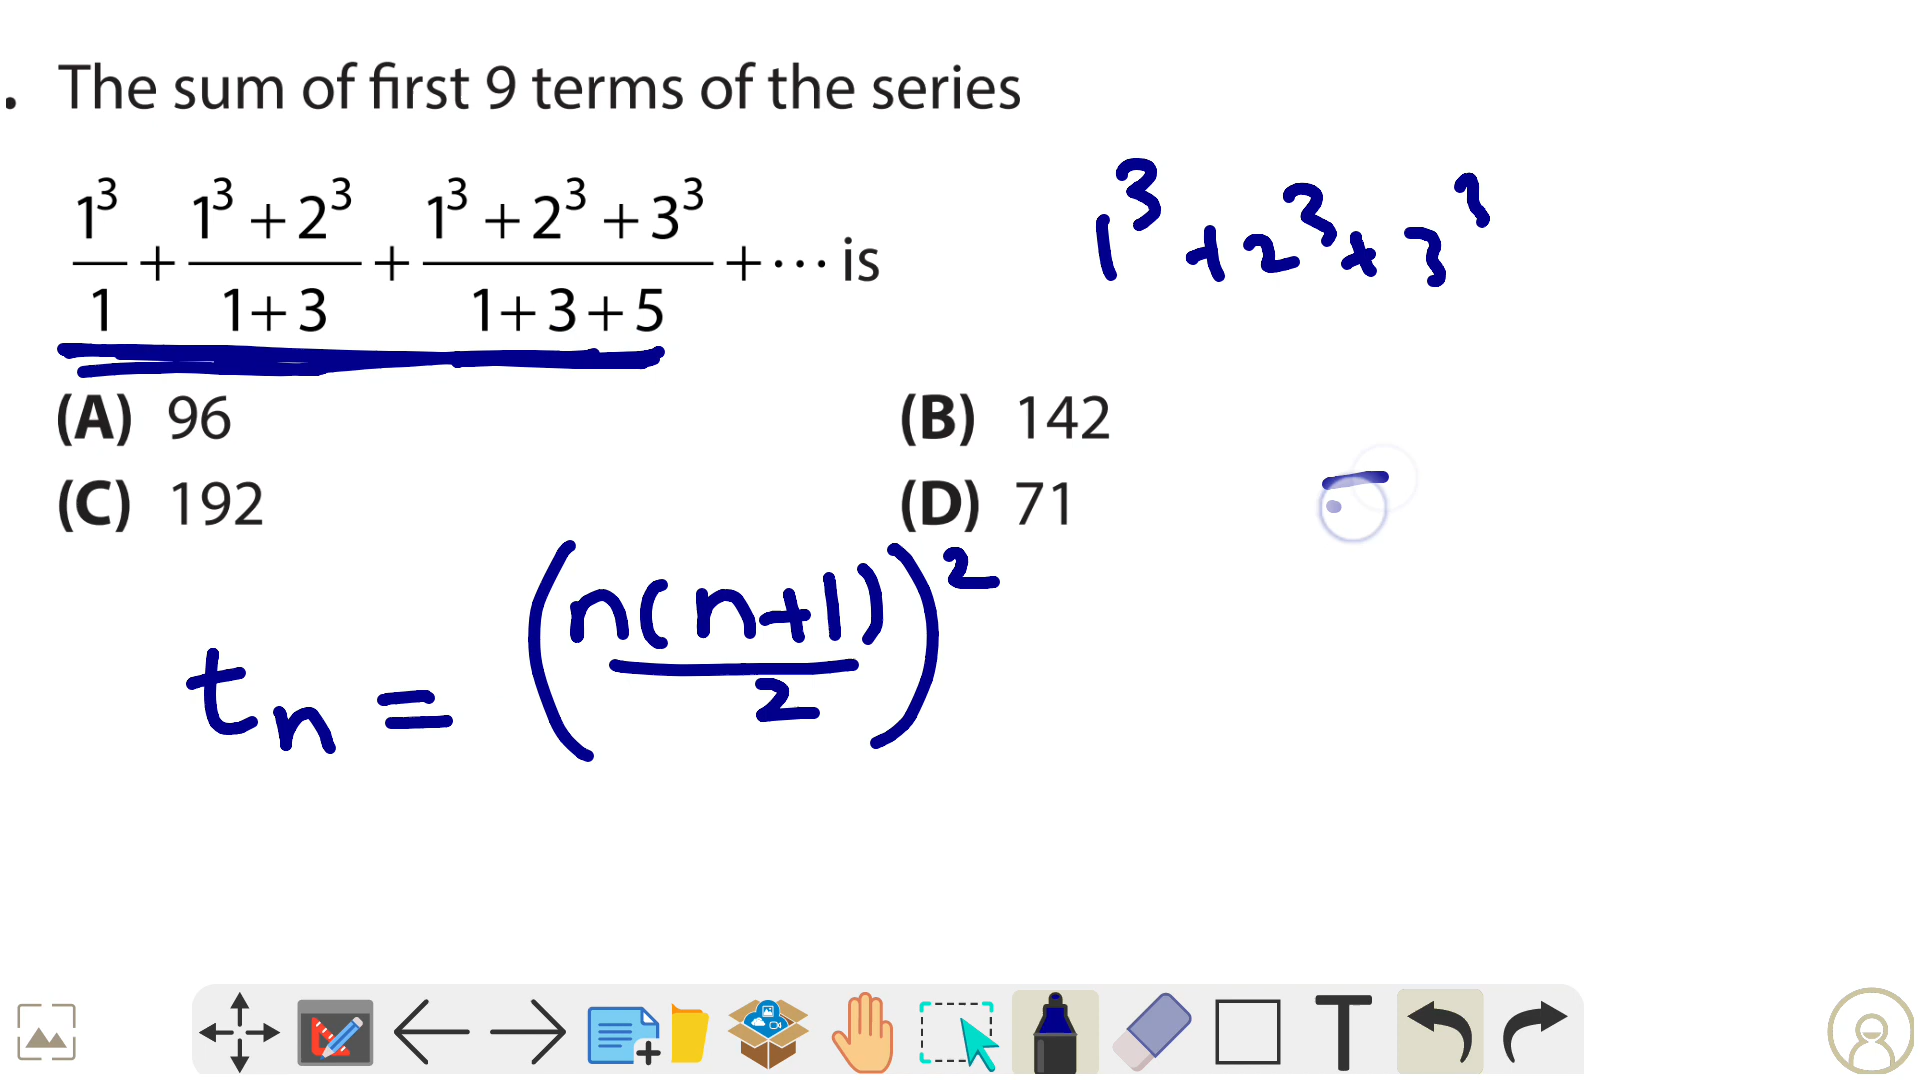 . The sum of first 9 terms of the series
1³/1 + (1³ + 2³)/(1 + 3) + (1³ + 2³ + 3³)/(1 + 3 + 5) + ⋯ is
1³ + 2³ + 3
(A) 96 (B) 142
(C) 192 (D) 71
tₙ = (n(n+1)/2)²
T